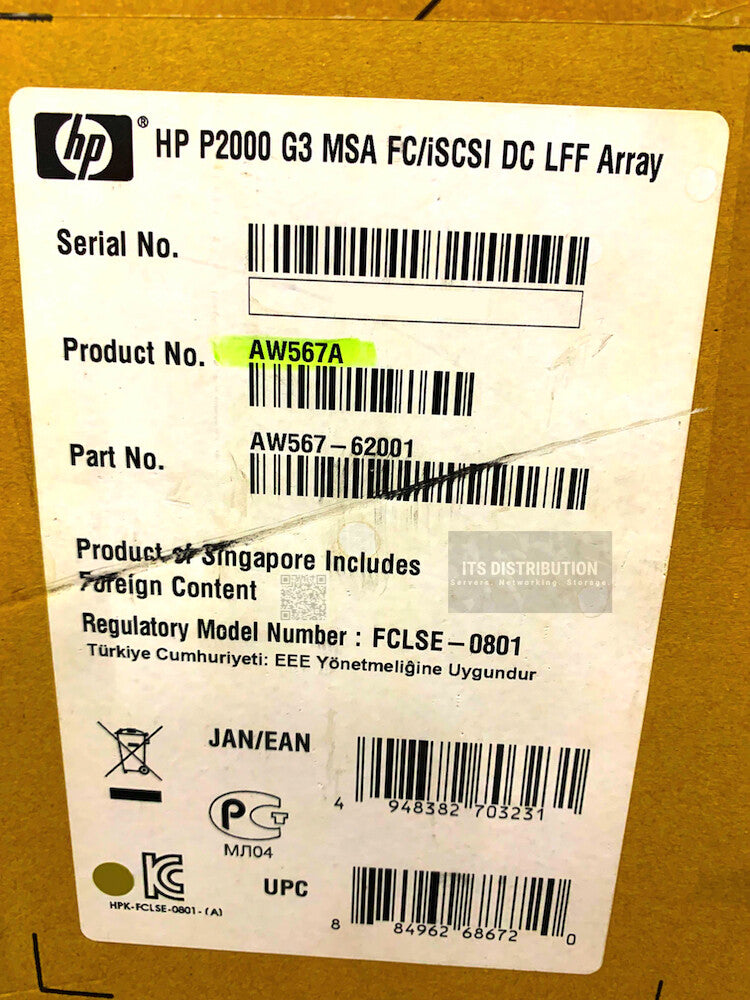 hp ® HP P2000 G3 MSA FC/iSCSI DC LFF Array
Serial No.
Product No. AW567A
AW567-62001
Part No.
Product of Singapore Includes
Foreign Content
ITS DISTRIBUTION
Servers. Networking. Storage.
Regulatory Model Number : FCLSE-0801
Türkiye Cumhuriyeti: EEE Yönetmeliğine Uygundur
JAN/EAN
4 948382 703231
PCT
МЛ04
HPK-FCLSE-0801-(A)
UPC
8 84962 68672 0